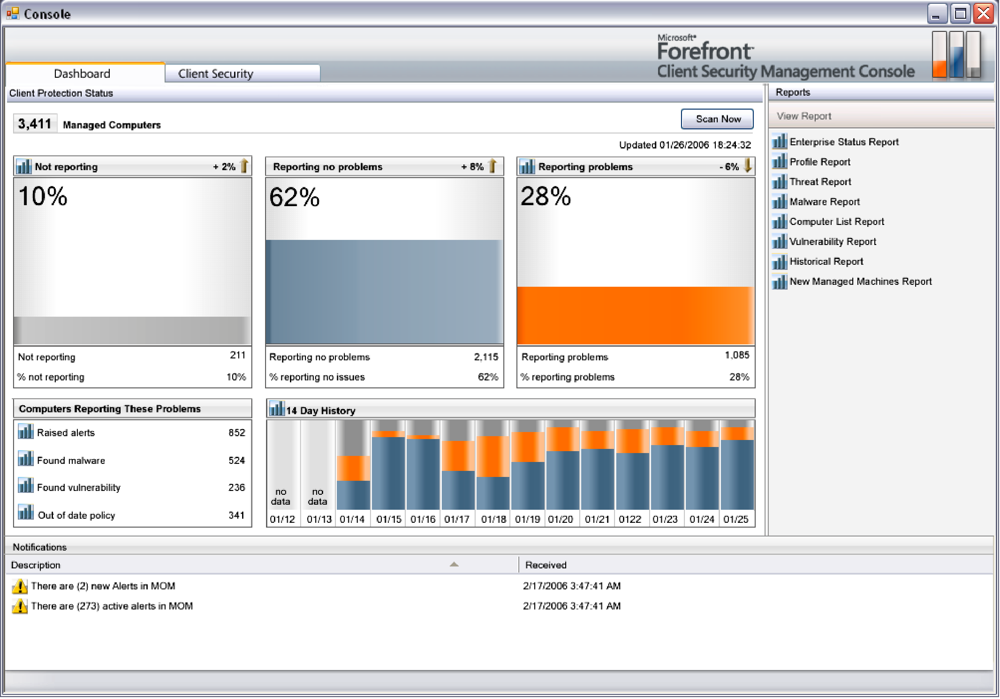 Console
Microsoft®
Forefront™
Client Security Management Console
Dashboard
Client Security
Client Protection Status
3,411 Managed Computers
Scan Now
Updated 01/26/2006 18:24:32
Not reporting + 2%
10%
Not reporting 211
% not reporting 10%
Reporting no problems + 8%
62%
Reporting no problems 2,115
% reporting no issues 62%
Reporting problems - 6%
28%
Reporting problems 1,085
% reporting problems 28%
Computers Reporting These Problems
Raised alerts 852
Found malware 524
Found vulnerability 236
Out of date policy 341
14 Day History
no
data
no
data
01/12 01/13 01/14 01/15 01/16 01/17 01/18 01/19 01/20 01/21 0122 01/23 01/24 01/25
Reports
View Report
Enterprise Status Report
Profile Report
Threat Report
Malware Report
Computer List Report
Vulnerability Report
Historical Report
New Managed Machines Report
Notifications
Description Received
There are (2) new Alerts in MOM 2/17/2006 3:47:41 AM
There are (273) active alerts in MOM 2/17/2006 3:47:41 AM